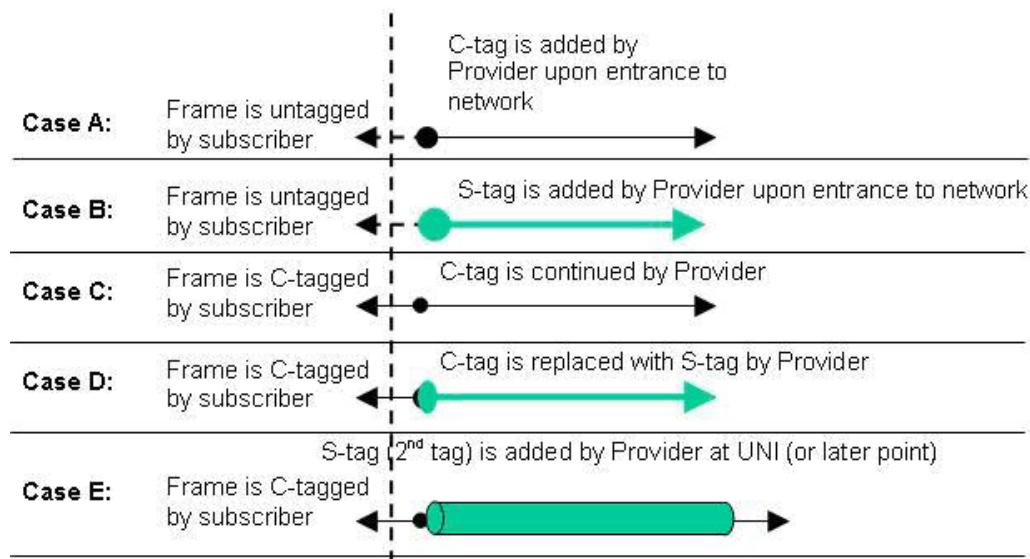 C-tag is added by
Provider upon entrance to
network
Case A:
Frame is untagged
by subscriber
Case B:
Frame is untagged
by subscriber
S-tag is added by Provider upon entrance to network
Case C:
Frame is C-tagged
by subscriber
C-tag is continued by Provider
Case D:
Frame is C-tagged
by subscriber
C-tag is replaced with S-tag by Provider
S-tag (2nd tag) is added by Provider at UNI (or later point)
Case E:
Frame is C-tagged
by subscriber